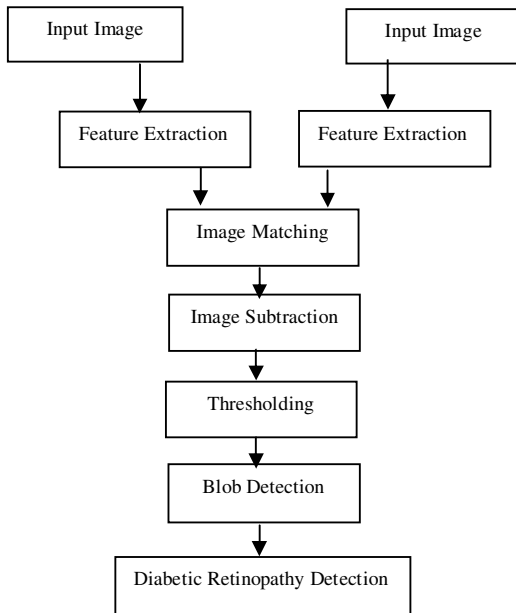 Input Image
Input Image
Feature Extraction
Feature Extraction
Image Matching
Image Subtraction
Thresholding
Blob Detection
Diabetic Retinopathy Detection